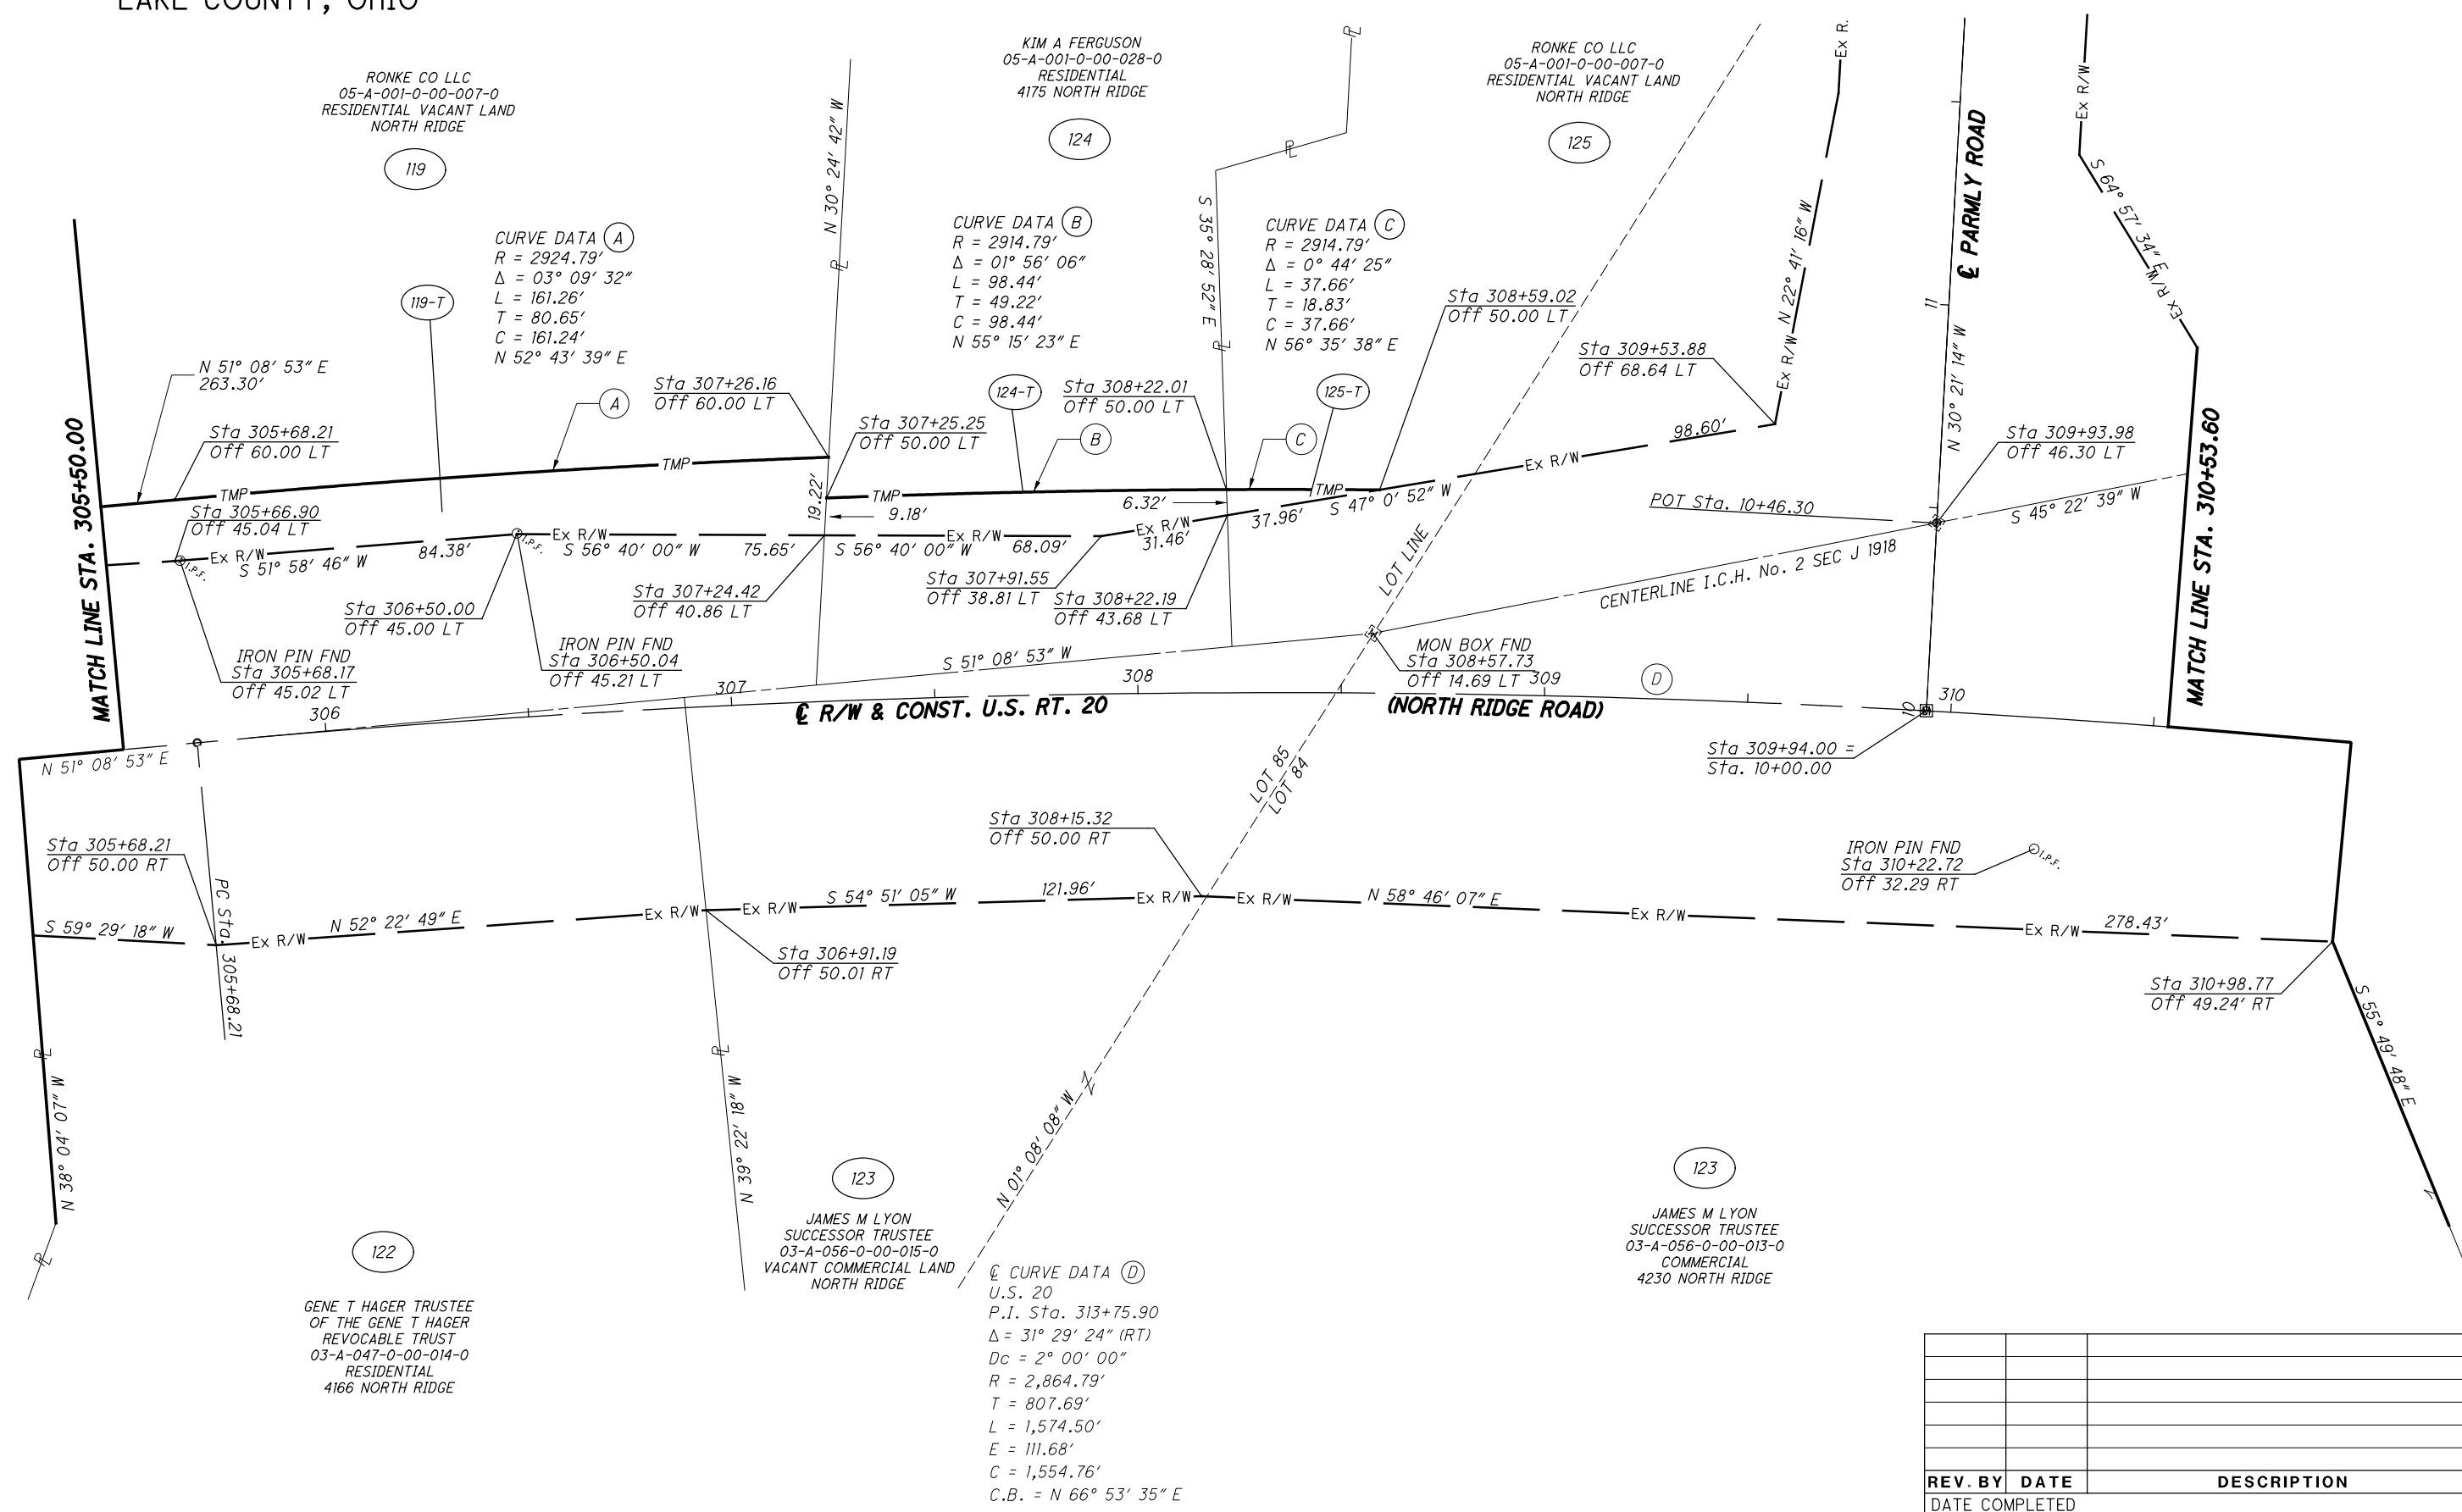 LAKE COUNTY, OHIO
RONKE CO LLC
05-A-001-0-00-007-0
RESIDENTIAL VACANT LAND
NORTH RIDGE
119
KIM A FERGUSON
05-A-001-0-00-028-0
RESIDENTIAL
4175 NORTH RIDGE
124
RONKE CO LLC
05-A-001-0-00-007-0
RESIDENTIAL VACANT LAND
NORTH RIDGE
125
N 30° 24' 42" W
PL
PL
PL
Ex R.
Ex R/W
S 64° 57' 34" E
Ex R/W
℄ PARMLY ROAD
11
N 30° 21' 14" W
N 22° 41' 16" W
Ex R/W
S 35° 28' 52" E
PL
CURVE DATA A
R = 2924.79'
Δ = 03° 09' 32"
L = 161.26'
T = 80.65'
C = 161.24'
N 52° 43' 39" E
CURVE DATA B
R = 2914.79'
Δ = 01° 56' 06"
L = 98.44'
T = 49.22'
C = 98.44'
N 55° 15' 23" E
CURVE DATA C
R = 2914.79'
Δ = 0° 44' 25"
L = 37.66'
T = 18.83'
C = 37.66'
N 56° 35' 38" E
119-T
124-T
125-T
A
B
C
N 51° 08' 53" E
263.30'
Sta 305+68.21
Off 60.00 LT
Sta 307+26.16
Off 60.00 LT
Sta 307+25.25
Off 50.00 LT
Sta 308+22.01
Off 50.00 LT
Sta 308+59.02
Off 50.00 LT
Sta 309+53.88
Off 68.64 LT
Sta 309+93.98
Off 46.30 LT
MATCH LINE STA. 305+50.00
MATCH LINE STA. 310+53.60
TMP
TMP
TMP
TMP
Sta 305+66.90
Off 45.04 LT
I.P.F.
Ex R/W
S 51° 58' 46" W
84.38'
I.P.F.
Ex R/W
S 56° 40' 00" W
75.65'
19.22'
9.18'
S 56° 40' 00" W
Ex R/W
68.09'
6.32'
Ex R/W
31.46'
37.96'
S 47° 0' 52" W
Ex R/W
98.60'
POT Sta. 10+46.30
S 45° 22' 39" W
CENTERLINE I.C.H. No. 2 SEC J 1918
LOT LINE
Sta 306+50.00
Off 45.00 LT
Sta 307+24.42
Off 40.86 LT
Sta 307+91.55
Off 38.81 LT
Sta 308+22.19
Off 43.68 LT
IRON PIN FND
Sta 305+68.17
Off 45.02 LT
IRON PIN FND
Sta 306+50.04
Off 45.21 LT
S 51° 08' 53" W
MON BOX FND
Sta 308+57.73
Off 14.69 LT
306
307
308
309
310
D
10
℄ R/W & CONST. U.S. RT. 20
(NORTH RIDGE ROAD)
N 51° 08' 53" E
Sta 309+94.00 =
Sta. 10+00.00
LOT 85
LOT 84
Sta 305+68.21
Off 50.00 RT
PC Sta. 305+68.21
Sta 308+15.32
Off 50.00 RT
IRON PIN FND
Sta 310+22.72
Off 32.29 RT
I.P.F.
S 59° 29' 18" W
Ex R/W
N 52° 22' 49" E
Ex R/W
Ex R/W
S 54° 51' 05" W
121.96'
Ex R/W
Ex R/W
N 58° 46' 07" E
Ex R/W
Ex R/W
278.43'
Sta 306+91.19
Off 50.01 RT
Sta 310+98.77
Off 49.24' RT
S 55° 49' 48" E
PL
N 38° 04' 07" W
PL
PL
N 39° 22' 18" W
N 01° 08' 08" W
122
GENE T HAGER TRUSTEE
OF THE GENE T HAGER
REVOCABLE TRUST
03-A-047-0-00-014-0
RESIDENTIAL
4166 NORTH RIDGE
123
JAMES M LYON
SUCCESSOR TRUSTEE
03-A-056-0-00-015-0
VACANT COMMERCIAL LAND
NORTH RIDGE
123
JAMES M LYON
SUCCESSOR TRUSTEE
03-A-056-0-00-013-0
COMMERCIAL
4230 NORTH RIDGE
℄ CURVE DATA D
U.S. 20
P.I. Sta. 313+75.90
Δ = 31° 29' 24" (RT)
Dc = 2° 00' 00"
R = 2,864.79'
T = 807.69'
L = 1,574.50'
E = 111.68'
C = 1,554.76'
C.B. = N 66° 53' 35" E
REV. BY DATE DESCRIPTION
DATE COMPLETED